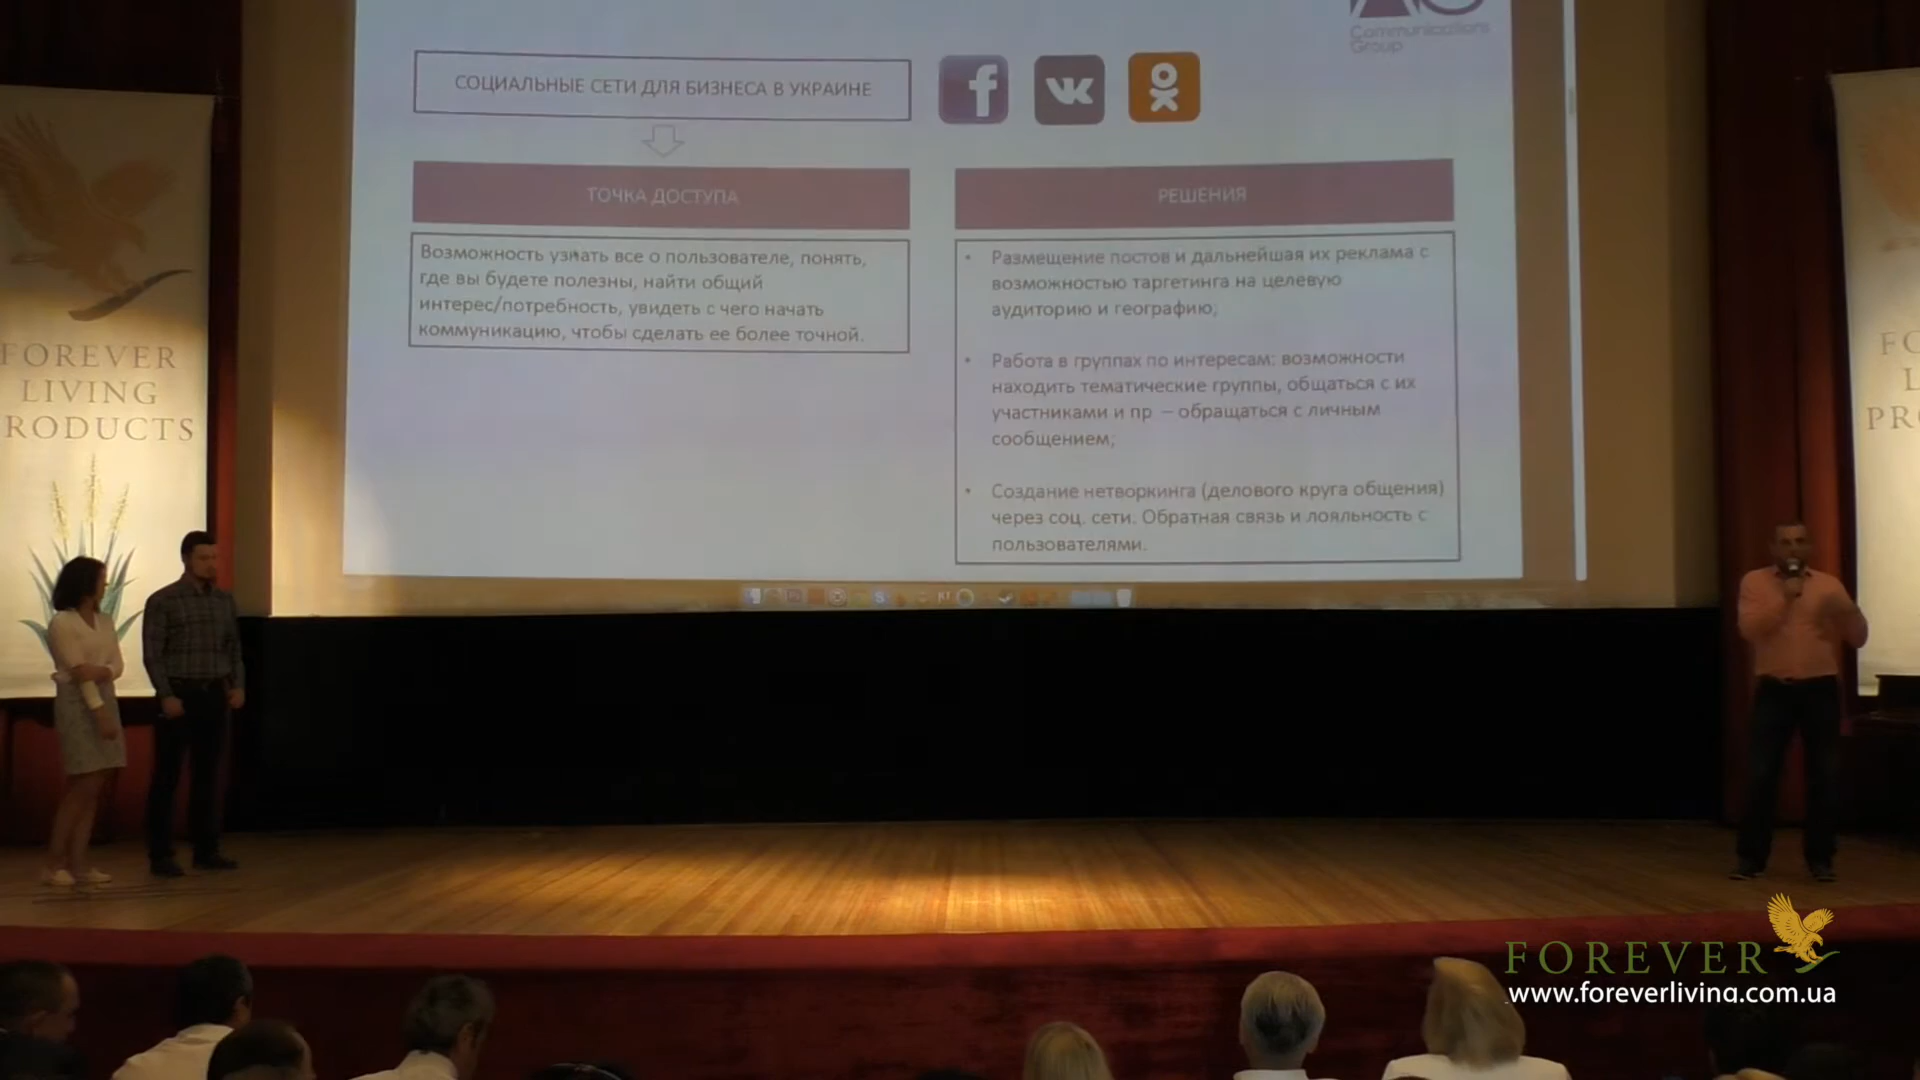 Communications
Group
СОЦИАЛЬНЫЕ СЕТИ ДЛЯ БИЗНЕСА В УКРАИНЕ
f
ТОЧКА ДОСТУПА
Возможность узнать все о пользователе, понять,
где вы будете полезны, найти общий
интерес/потребность, увидеть с чего начать
коммуникацию, чтобы сделать ее более точной.
РЕШЕНИЯ
• Размещение постов и дальнейшая их реклама с
возможностью таргетинга на целевую
аудиторию и географию;
• Работа в группах по интересам: возможности
находить тематические группы, общаться с их
участниками и пр – обращаться с личным
сообщением;
• Создание нетворкинга (делового круга общения)
через соц. сети. Обратная связь и лояльность с
пользователями.
FOREVER
LIVING
RODUCTS
FO
L
PRO
FOREVER
www.foreverliving.com.ua